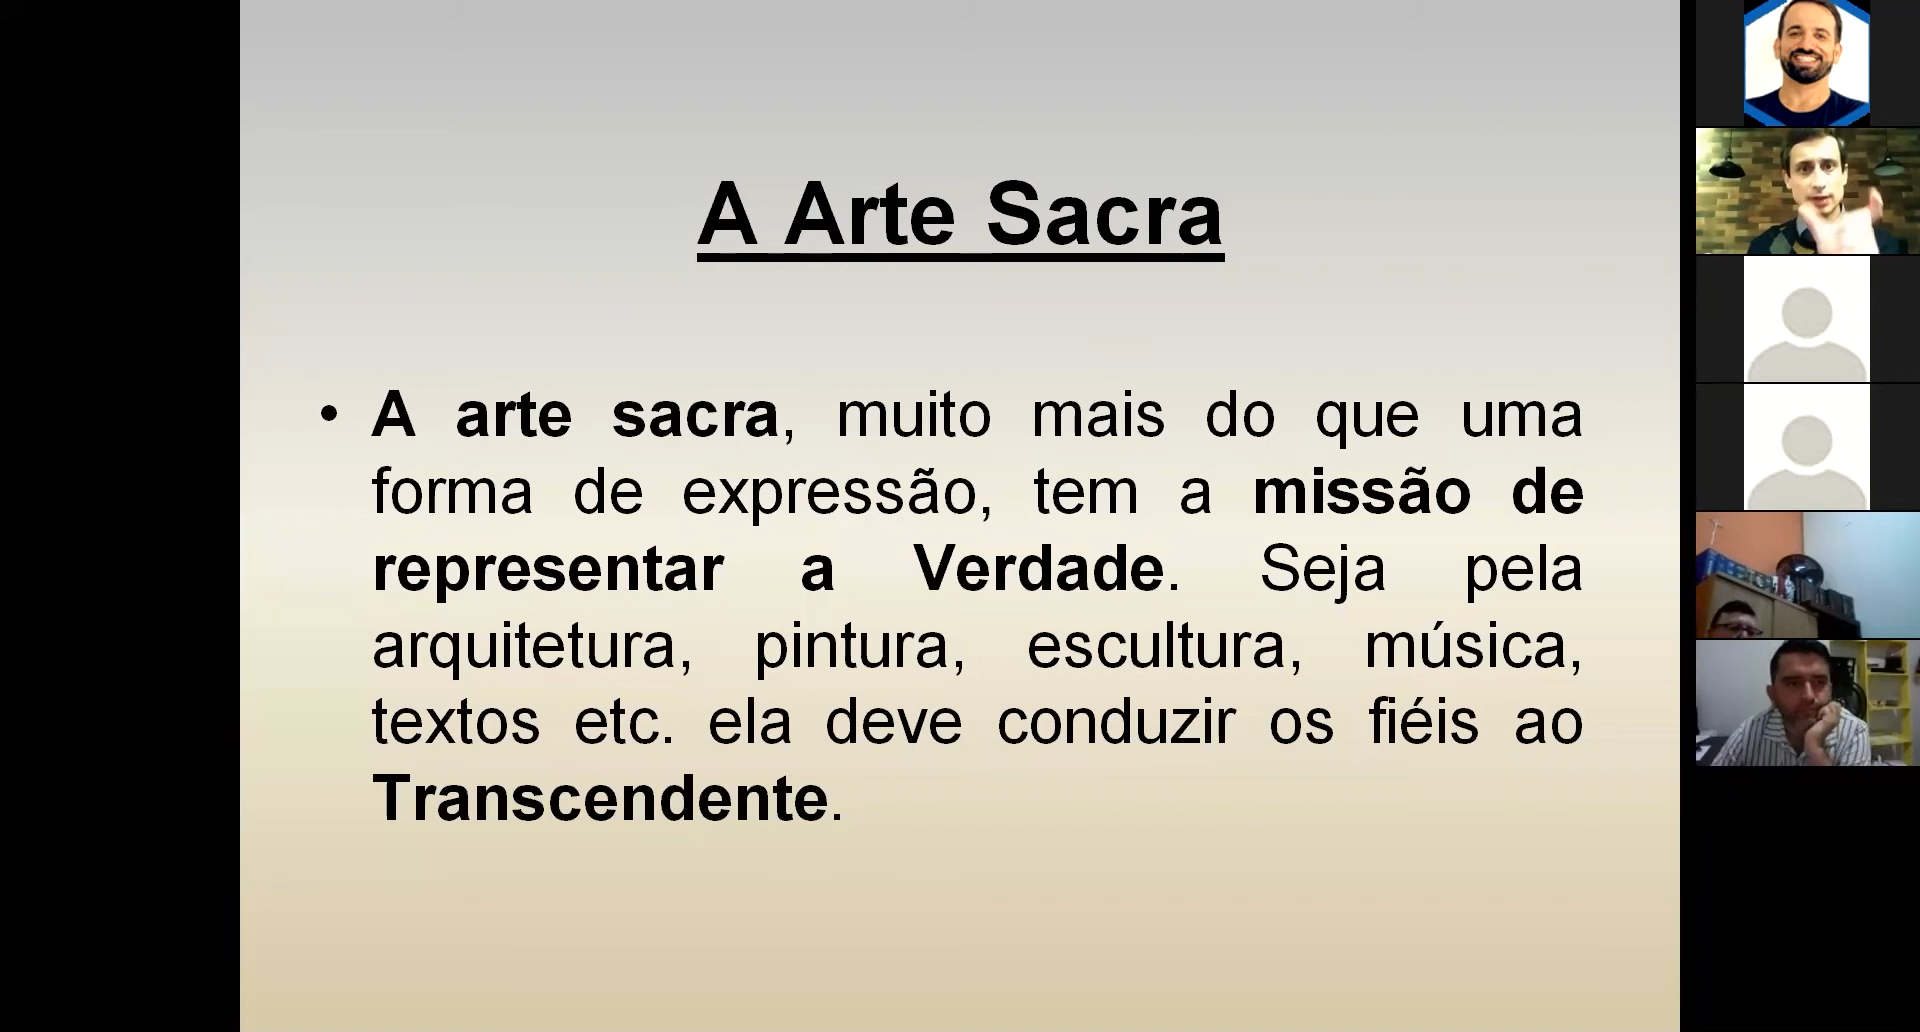 A Arte Sacra
• A arte sacra, muito mais do que uma
forma de expressão, tem a missão de
representar a Verdade. Seja pela
arquitetura, pintura, escultura, música,
textos etc. ela deve conduzir os fiéis ao
Transcendente.